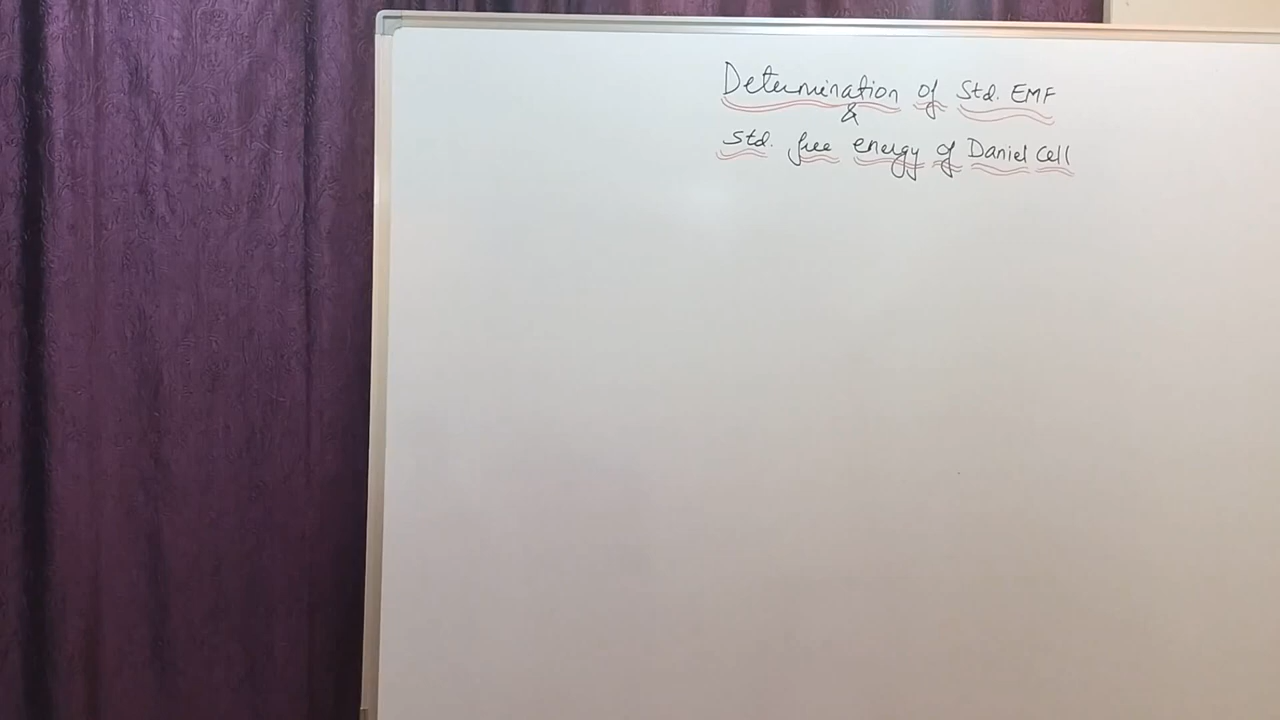 Determination of Std. EMF
&
Std. free energy of Daniel Cell